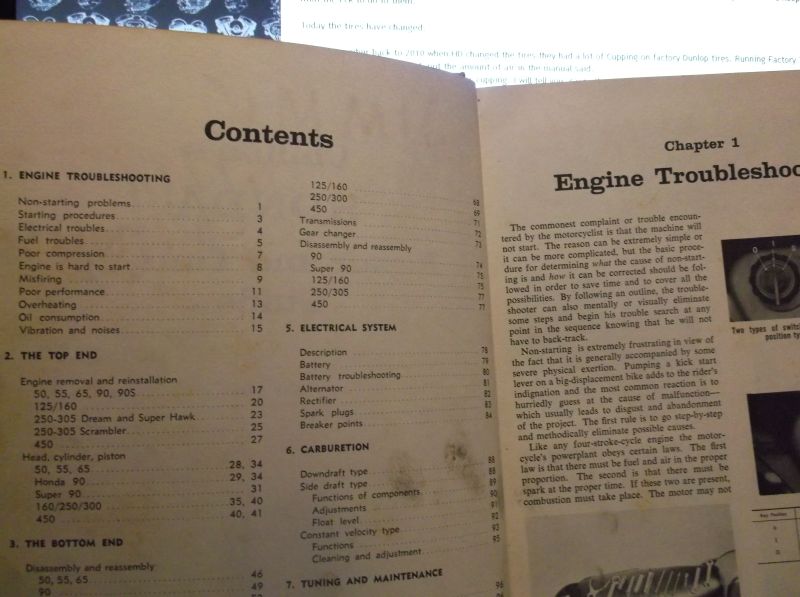 Today the tires have changed
back to 2010 when HD changed the tires they had a lot of Cupping on factory Dunlop tires. Running Factory
the amount of air in the manual said.
cupping. I will tell you
Contents
1. ENGINE TROUBLESHOOTING
Non-starting problems 1
Starting procedures 3
Electrical troubles 4
Fuel troubles 5
Poor compression 7
Engine is hard to start 8
Misfiring 9
Poor performance 11
Overheating 13
Oil consumption 14
Vibration and noises 15
2. THE TOP END
Engine removal and reinstallation
50, 55, 65, 90, 90S 17
125/160 20
250-305 Dream and Super Hawk 23
250-305 Scrambler 25
450 27
Head, cylinder, piston
50, 55, 65 28, 34
Honda 90 29, 34
Super 90 31
160/250/300 35, 40
450 40, 41
3. THE BOTTOM END
Disassembly and reassembly
50, 55, 65 46
90 49
125/160
250/300 68
450 69
Transmissions 71
Gear changer 72
Disassembly and reassembly 73
90
Super 90 74
125/160 75
250/305 75
450 77
77
5. ELECTRICAL SYSTEM
Description 78
Battery 79
Battery troubleshooting 80
Alternator 81
Rectifier 82
Spark plugs 83
Breaker points 84
6. CARBURETION
Downdraft type 88
Side draft type 88
Functions of components 89
Adjustments 90
Float level 91
Constant velocity type 92
Functions 93
Cleaning and adjustment 95
7. TUNING AND MAINTENANCE
96
Chapter 1
Engine Troubleshoo
The commonest complaint or trouble encoun-
tered by the motorcyclist is that the machine will
not start. The reason can be extremely simple or
it can be more complicated, but the basic proce-
dure for determining what the cause of non-start-
ing is and how it can be corrected should be fol-
lowed in order to save time and to cover all the
possibilities. By following an outline, the trouble-
shooter can also mentally or visually eliminate
some steps and begin his trouble search at any
point in the sequence knowing that he will not
have to back-track.
Non-starting is extremely frustrating in view of
the fact that it is generally accompanied by some
severe physical exertion. Pumping a kick start
lever on a big-displacement bike adds to the rider's
indignation and the most common reaction is to
hurriedly guess at the cause of malfunction—
which usually leads to disgust and abandonment
of the project. The first rule is to go step-by-step
and methodically eliminate possible causes.
Like any four-stroke-cycle engine the motor-
cycle's powerplant obeys certain laws. The first
law is that there must be fuel and air in the proper
proportion. The second is that there must be
spark at the proper time. If these two are present,
combustion must take place. The motor may not
Two types of swit
position ty
Key Position